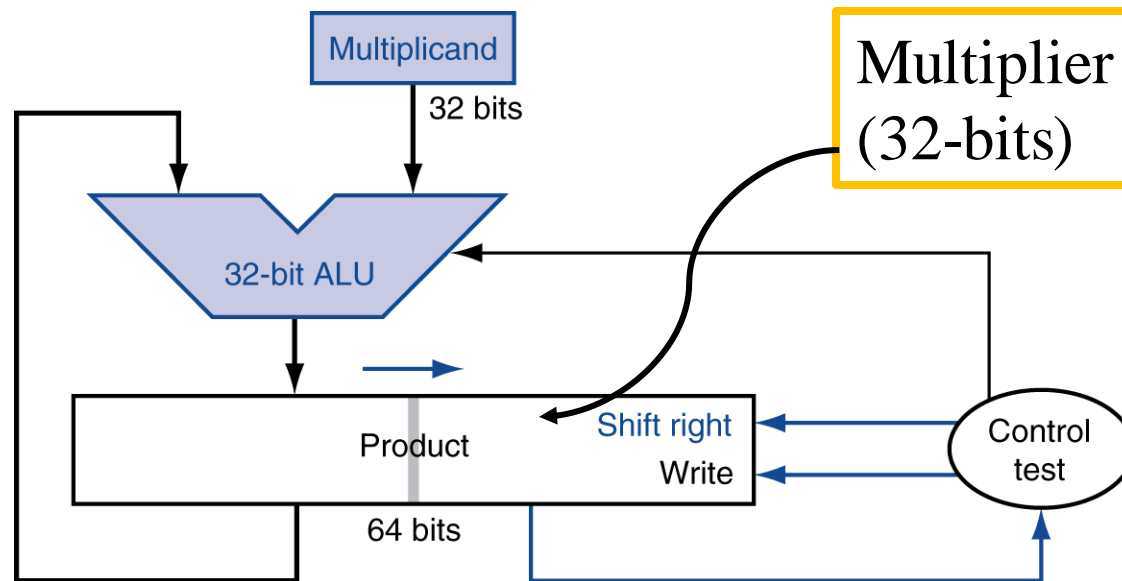 Multiplicand
32 bits
Multiplier
(32-bits)
32-bit ALU
Product
Shift right
Write
64 bits
Control
test